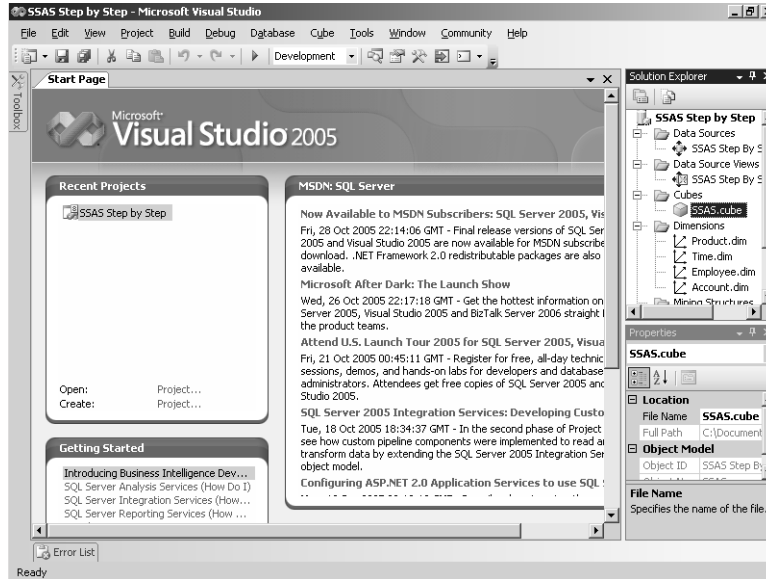 SSAS Step by Step - Microsoft Visual Studio
File Edit View Project Build Debug Database Cube Tools Window Community Help
Development
Toolbox
Start Page
Microsoft
Visual Studio 2005
Recent Projects
SSAS Step by Step
Open: Project...
Create: Project...
Getting Started
Introducing Business Intelligence Dev...
SQL Server Analysis Services (How Do I)
SQL Server Integration Services (How...
SQL Server Reporting Services (How ...
MSDN: SQL Server
Now Available to MSDN Subscribers: SQL Server 2005, Vis
Fri, 28 Oct 2005 22:14:06 GMT - Final release versions of SQL Ser
2005 and Visual Studio 2005 are now available for MSDN subscribe
download. .NET Framework 2.0 redistributable packages are also
available.
Microsoft After Dark: The Launch Show
Wed, 26 Oct 2005 22:17:18 GMT - Get the hottest information on
Server 2005, Visual Studio 2005 and BizTalk Server 2006 straight
the product teams.
Attend U.S. Launch Tour 2005 for SQL Server 2005, Visua
Fri, 21 Oct 2005 00:45:11 GMT - Register for free, all-day technic
sessions, demos, and hands-on labs for developers and database
administrators. Attendees get free copies of SQL Server 2005 and
Studio 2005.
SQL Server 2005 Integration Services: Developing Custo
Tue, 18 Oct 2005 18:34:37 GMT - In the second phase of Project
see how custom pipeline components were implemented to read a
transform data by extending the SQL Server 2005 Integration Ser
object model.
Configuring ASP.NET 2.0 Application Services to use SQL
Solution Explorer
SSAS Step by Step
Data Sources
SSAS Step By S
Data Source Views
SSAS Step By S
Cubes
SSAS.cube
Dimensions
Product.dim
Time.dim
Employee.dim
Account.dim
Mining Structures
Properties
SSAS.cube
Location
File Name SSAS.cube
Full Path C:\Document
Object Model
Object ID SSAS Step By
File Name
Specifies the name of the file.
Error List
Ready